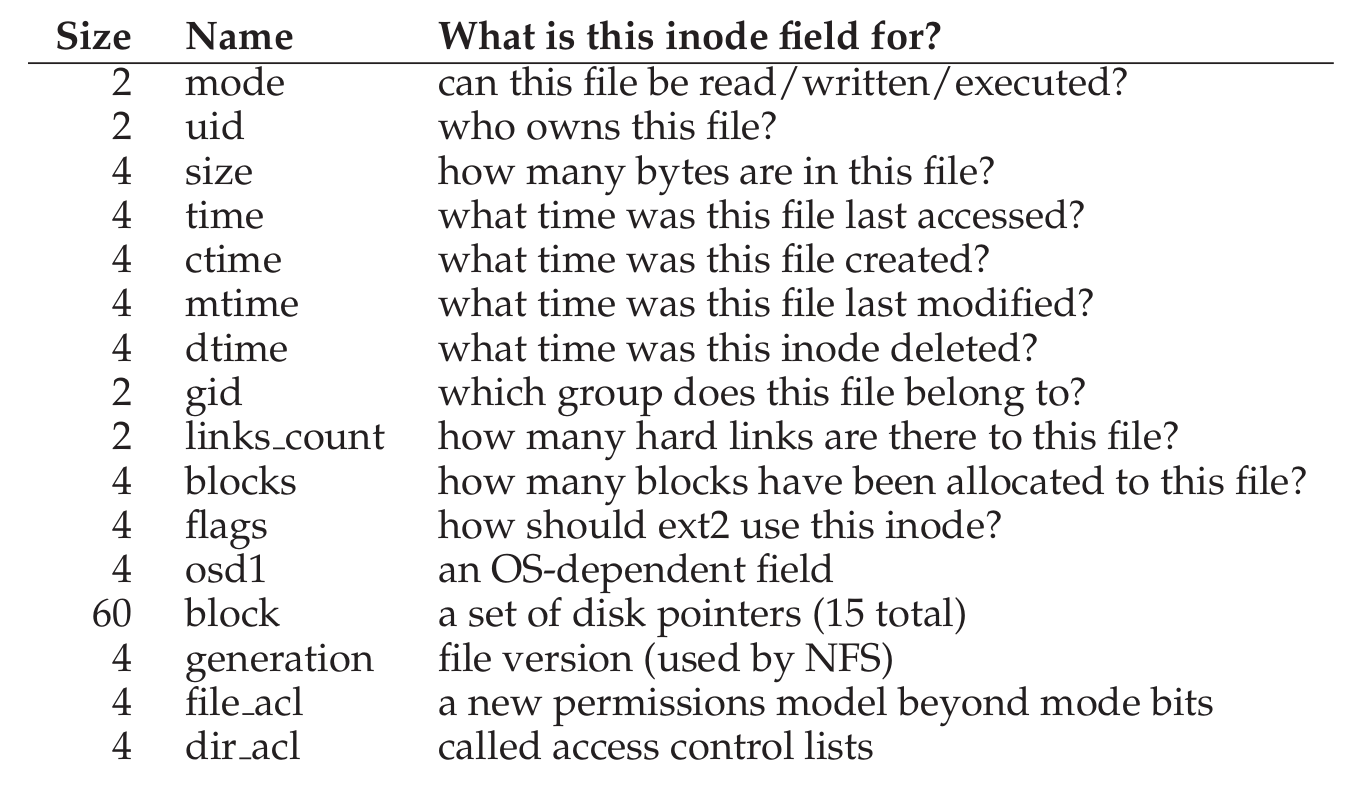 Size Name What is this inode field for?
2 mode can this file be read/written/executed?
2 uid who owns this file?
4 size how many bytes are in this file?
4 time what time was this file last accessed?
4 ctime what time was this file created?
4 mtime what time was this file last modified?
4 dtime what time was this inode deleted?
2 gid which group does this file belong to?
2 links_count how many hard links are there to this file?
4 blocks how many blocks have been allocated to this file?
4 flags how should ext2 use this inode?
4 osd1 an OS-dependent field
60 block a set of disk pointers (15 total)
4 generation file version (used by NFS)
4 file_acl a new permissions model beyond mode bits
4 dir_acl called access control lists